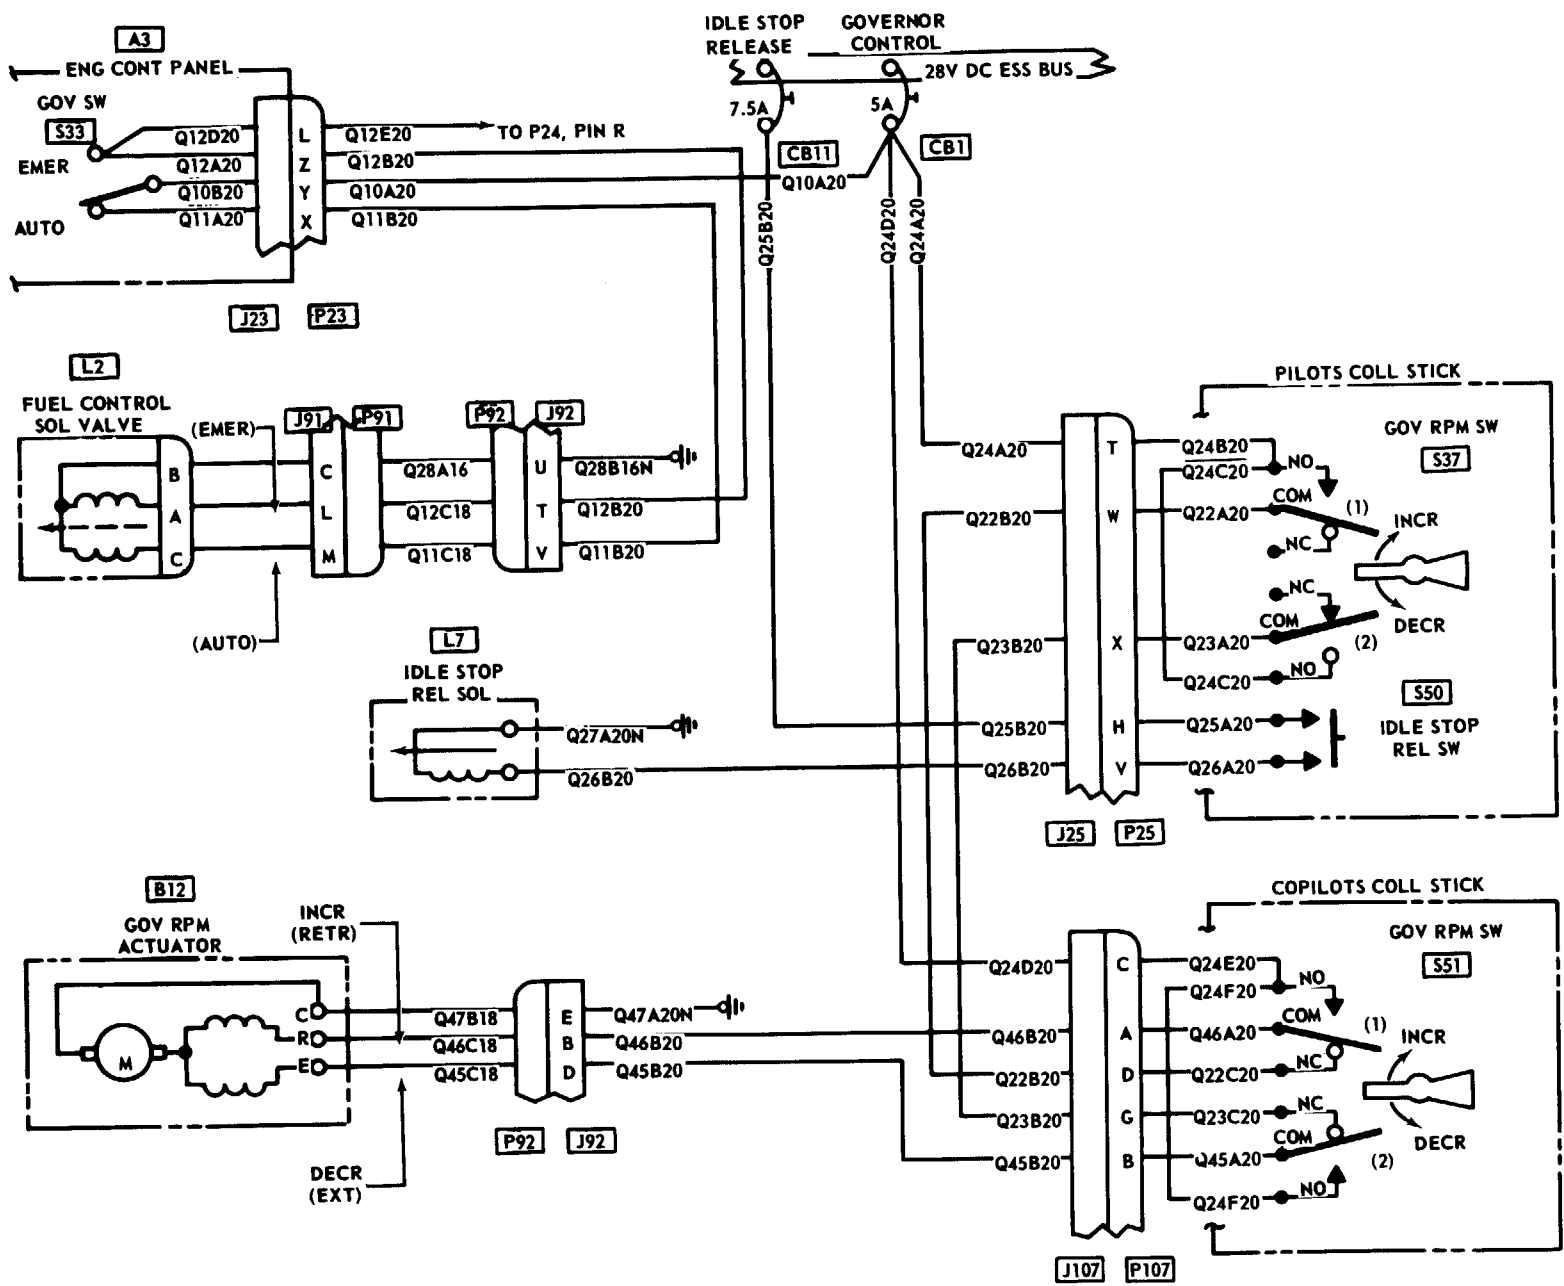 A3
ENG CONT PANEL
GOV SW
S33
EMER
AUTO
Q12D20
Q12A20
Q10B20
Q11A20
L
Z
Y
X
Q12E20
Q12B20
Q10A20
Q11B20
TO P24, PIN R
J23
P23
IDLE STOP
RELEASE
GOVERNOR
CONTROL
28V DC ESS BUS
7.5A
5A
CB11
CB1
Q10A20
Q25B20
Q24D20
Q24A20
L2
FUEL CONTROL
SOL VALVE
(EMER)
(AUTO)
B
A
C
J91
P91
C
L
M
Q28A16
Q12C18
Q11C18
P92
J92
U
T
V
Q28B16N
Q12B20
Q11B20
L7
IDLE STOP
REL SOL
Q27A20N
Q26B20
PILOTS COLL STICK
GOV RPM SW
S37
Q24A20
Q22B20
Q23B20
Q25B20
Q26B20
T
W
X
H
V
Q24B20
Q24C20
Q22A20
Q23A20
Q24C20
Q25A20
Q26A20
NO
COM
(1)
NC
INCR
NC
COM
(2)
NO
DECR
S50
IDLE STOP
REL SW
J25
P25
B12
GOV RPM
ACTUATOR
INCR
(RETR)
M
C
R
E
Q47B18
Q46C18
Q45C18
DECR
(EXT)
E
B
D
Q47A20N
Q46B20
Q45B20
P92
J92
COPILOTS COLL STICK
GOV RPM SW
S51
Q24D20
Q46B20
Q22B20
Q23B20
Q45B20
C
A
D
G
B
Q24E20
Q24F20
Q46A20
Q22C20
Q23C20
Q45A20
Q24F20
NO
COM
(1)
NC
INCR
NC
COM
(2)
NO
DECR
J107
P107